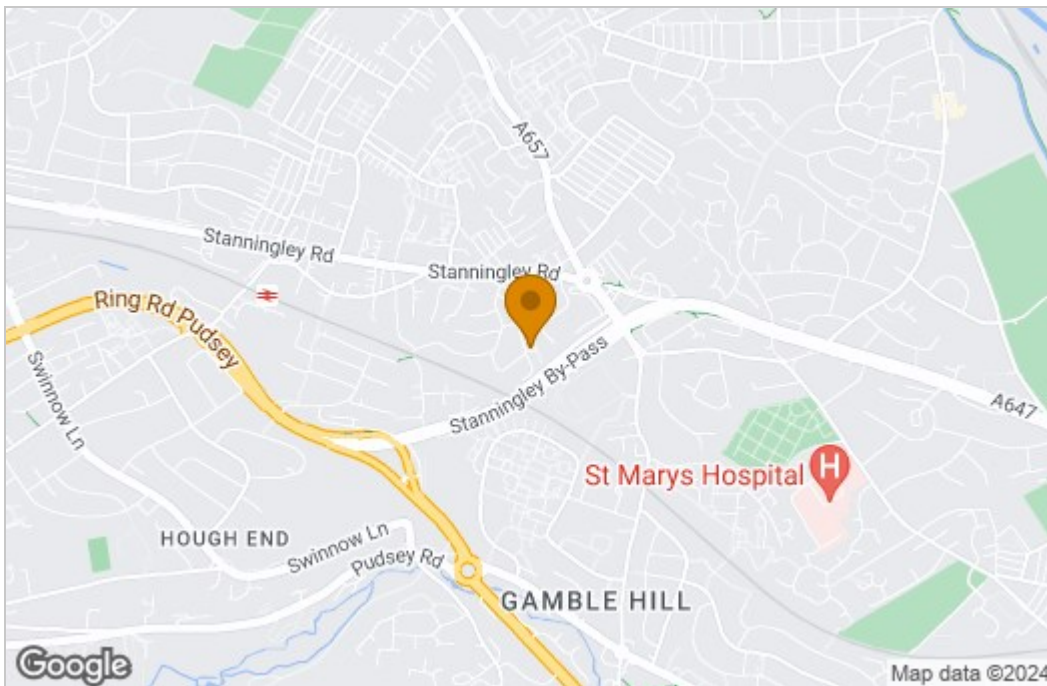 A657
Stanningley Rd
Stanningley Rd
Ring Rd Pudsey
Swinnow Ln
Stanningley By-Pass
A647
St Marys Hospital
H
HOUGH END
Swinnow Ln
Pudsey Rd
GAMBLE HILL
Google
Map data ©2024